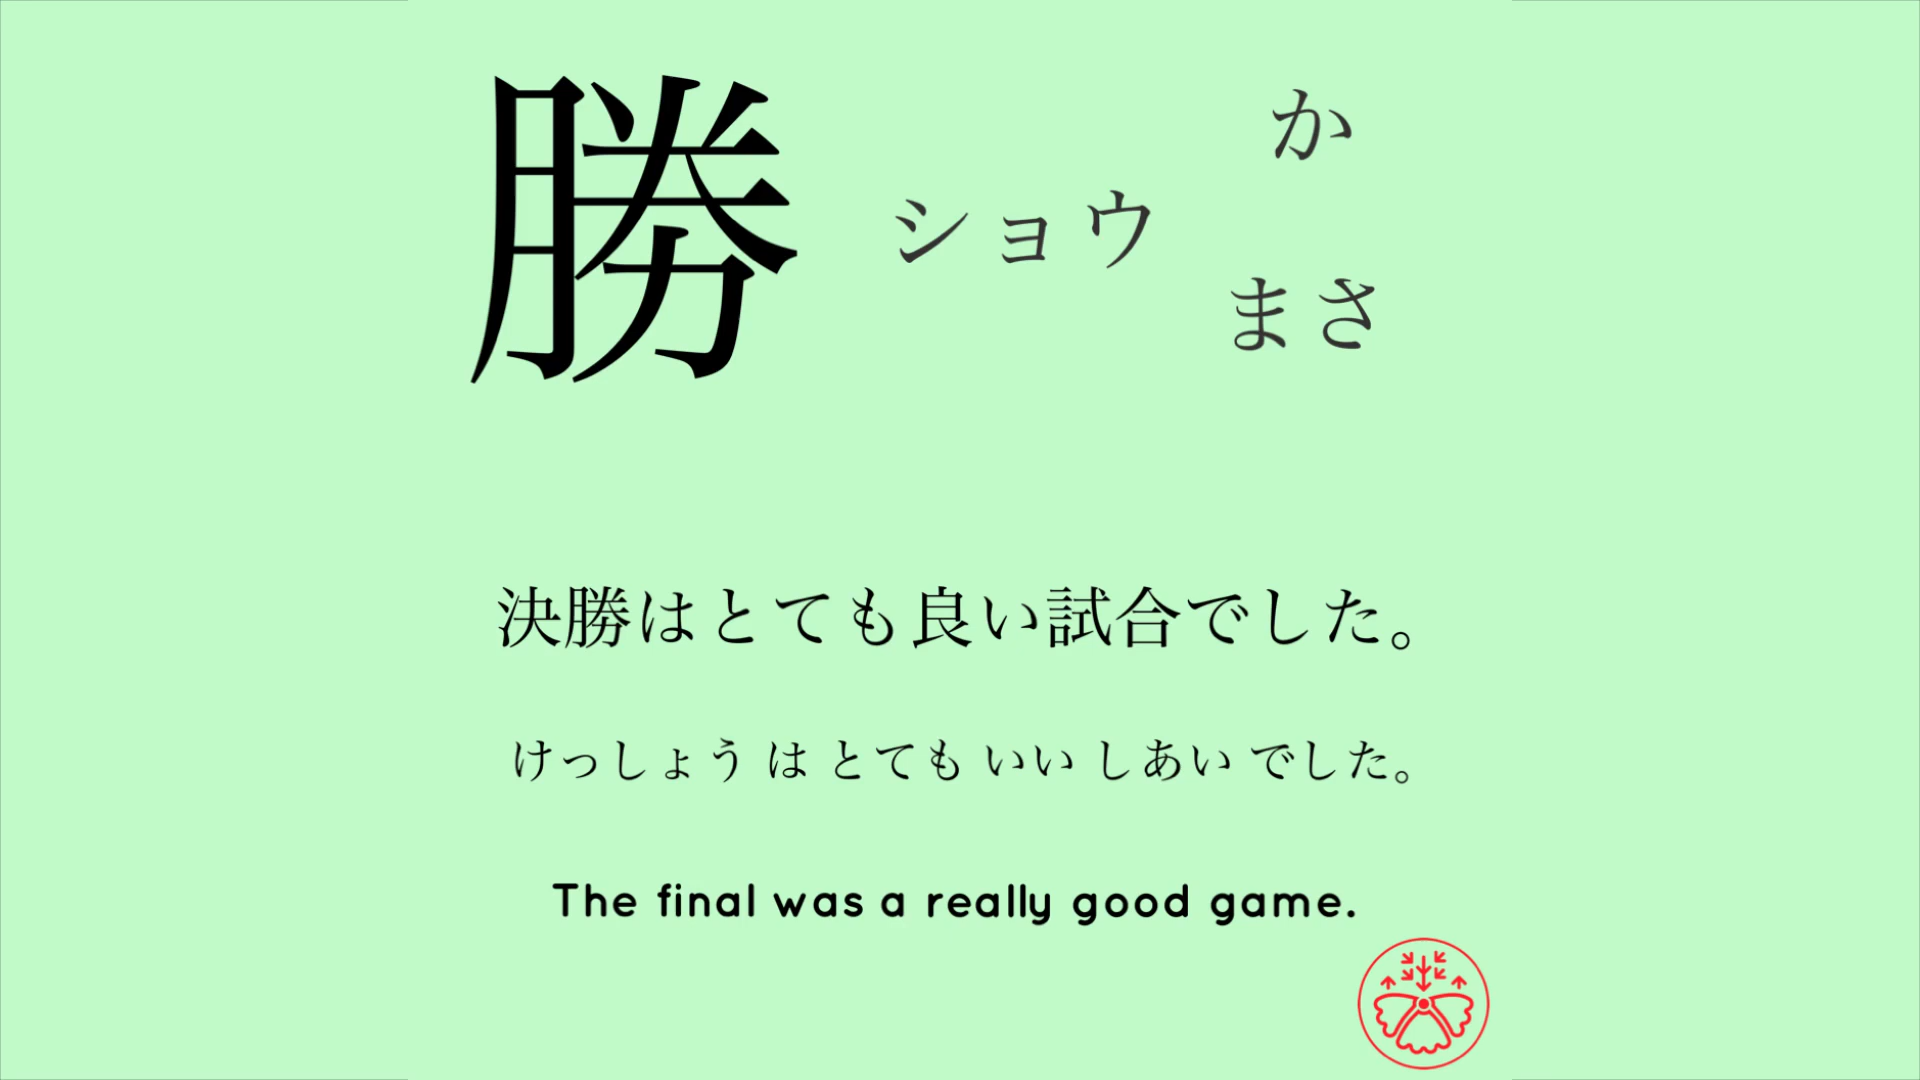 勝
ショウ
か
まさ
決勝はとても良い試合でした。
けっしょう は とても いい しあい でした。
The final was a really good game.